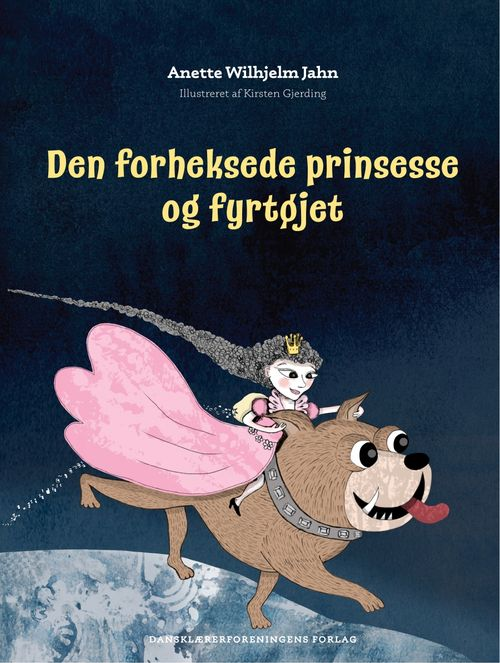 Anette Wilhjelm Jahn
Illustreret af Kirsten Gjerding
Den forheksede prinsesse
og fyrtøjet
DANSKLÆRERFORENINGENS FORLAG